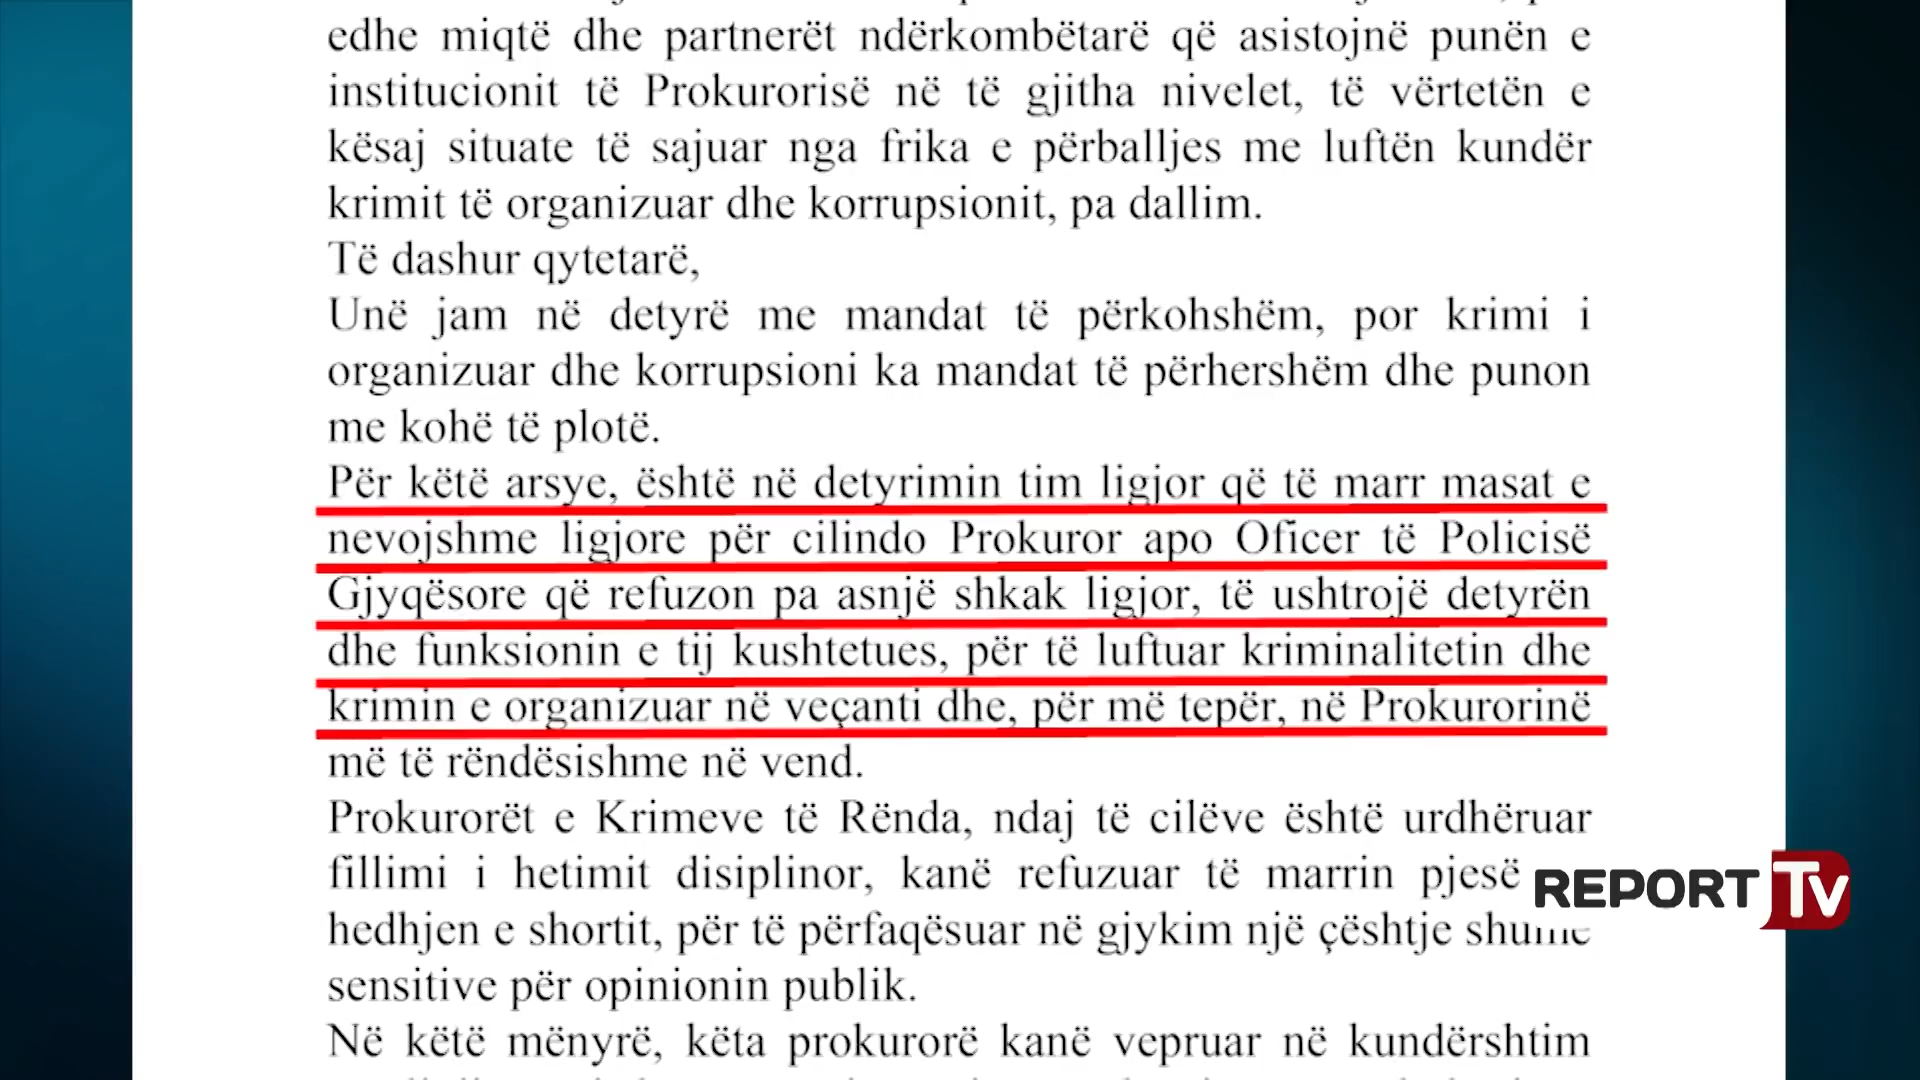 edhe miqtë dhe partnerët ndërkombëtarë që asistojnë punën e
institucionit të Prokurorisë në të gjitha nivelet, të vërtetën e
kësaj situate të sajuar nga frika e përballjes me luftën kundër
krimit të organizuar dhe korrupsionit, pa dallim.
Të dashur qytetarë,
Unë jam në detyrë me mandat të përkohshëm, por krimi i
organizuar dhe korrupsioni ka mandat të përhershëm dhe punon
me kohë të plotë.
Për këtë arsye, është në detyrimin tim ligjor që të marr masat e
nevojshme ligjore për cilindo Prokuror apo Oficer të Policisë
Gjyqësore që refuzon pa asnjë shkak ligjor, të ushtrojë detyrën
dhe funksionin e tij kushtetues, për të luftuar kriminalitetin dhe
krimin e organizuar në veçanti dhe, për më tepër, në Prokurorinë
më të rëndësishme në vend.
Prokurorët e Krimeve të Rënda, ndaj të cilëve është urdhëruar
fillimi i hetimit disiplinor, kanë refuzuar të marrin pjesë
hedhjen e shortit, për të përfaqësuar në gjykim një çështje shumë
sensitive për opinionin publik.
Në këtë mënyrë, këta prokurorë kanë vepruar në kundërshtim
REPORT TV